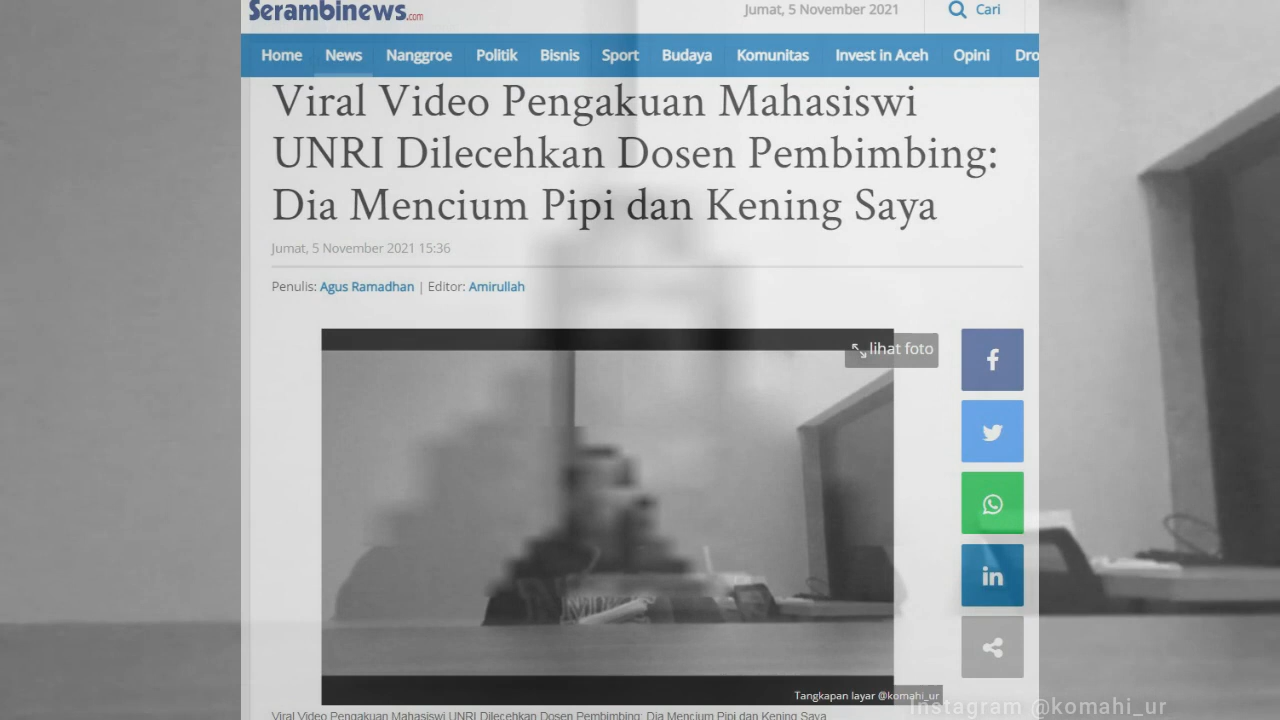 Serambinews.com
Jumat, 5 November 2021
Cari
Home News Nanggroe Politik Bisnis Sport Budaya Komunitas Invest in Aceh Opini Dro
Viral Video Pengakuan Mahasiswi
UNRI Dilecehkan Dosen Pembimbing:
Dia Mencium Pipi dan Kening Saya
Jumat, 5 November 2021 15:36
Penulis: Agus Ramadhan | Editor: Amirullah
lihat foto
f
in
Tangkapan layar @komahi_ur
Instagram @komahi_ur
Viral Video Pengakuan Mahasiswi UNRI Dilecehkan Dosen Pembimbing: Dia Mencium Pipi dan Kening Saya